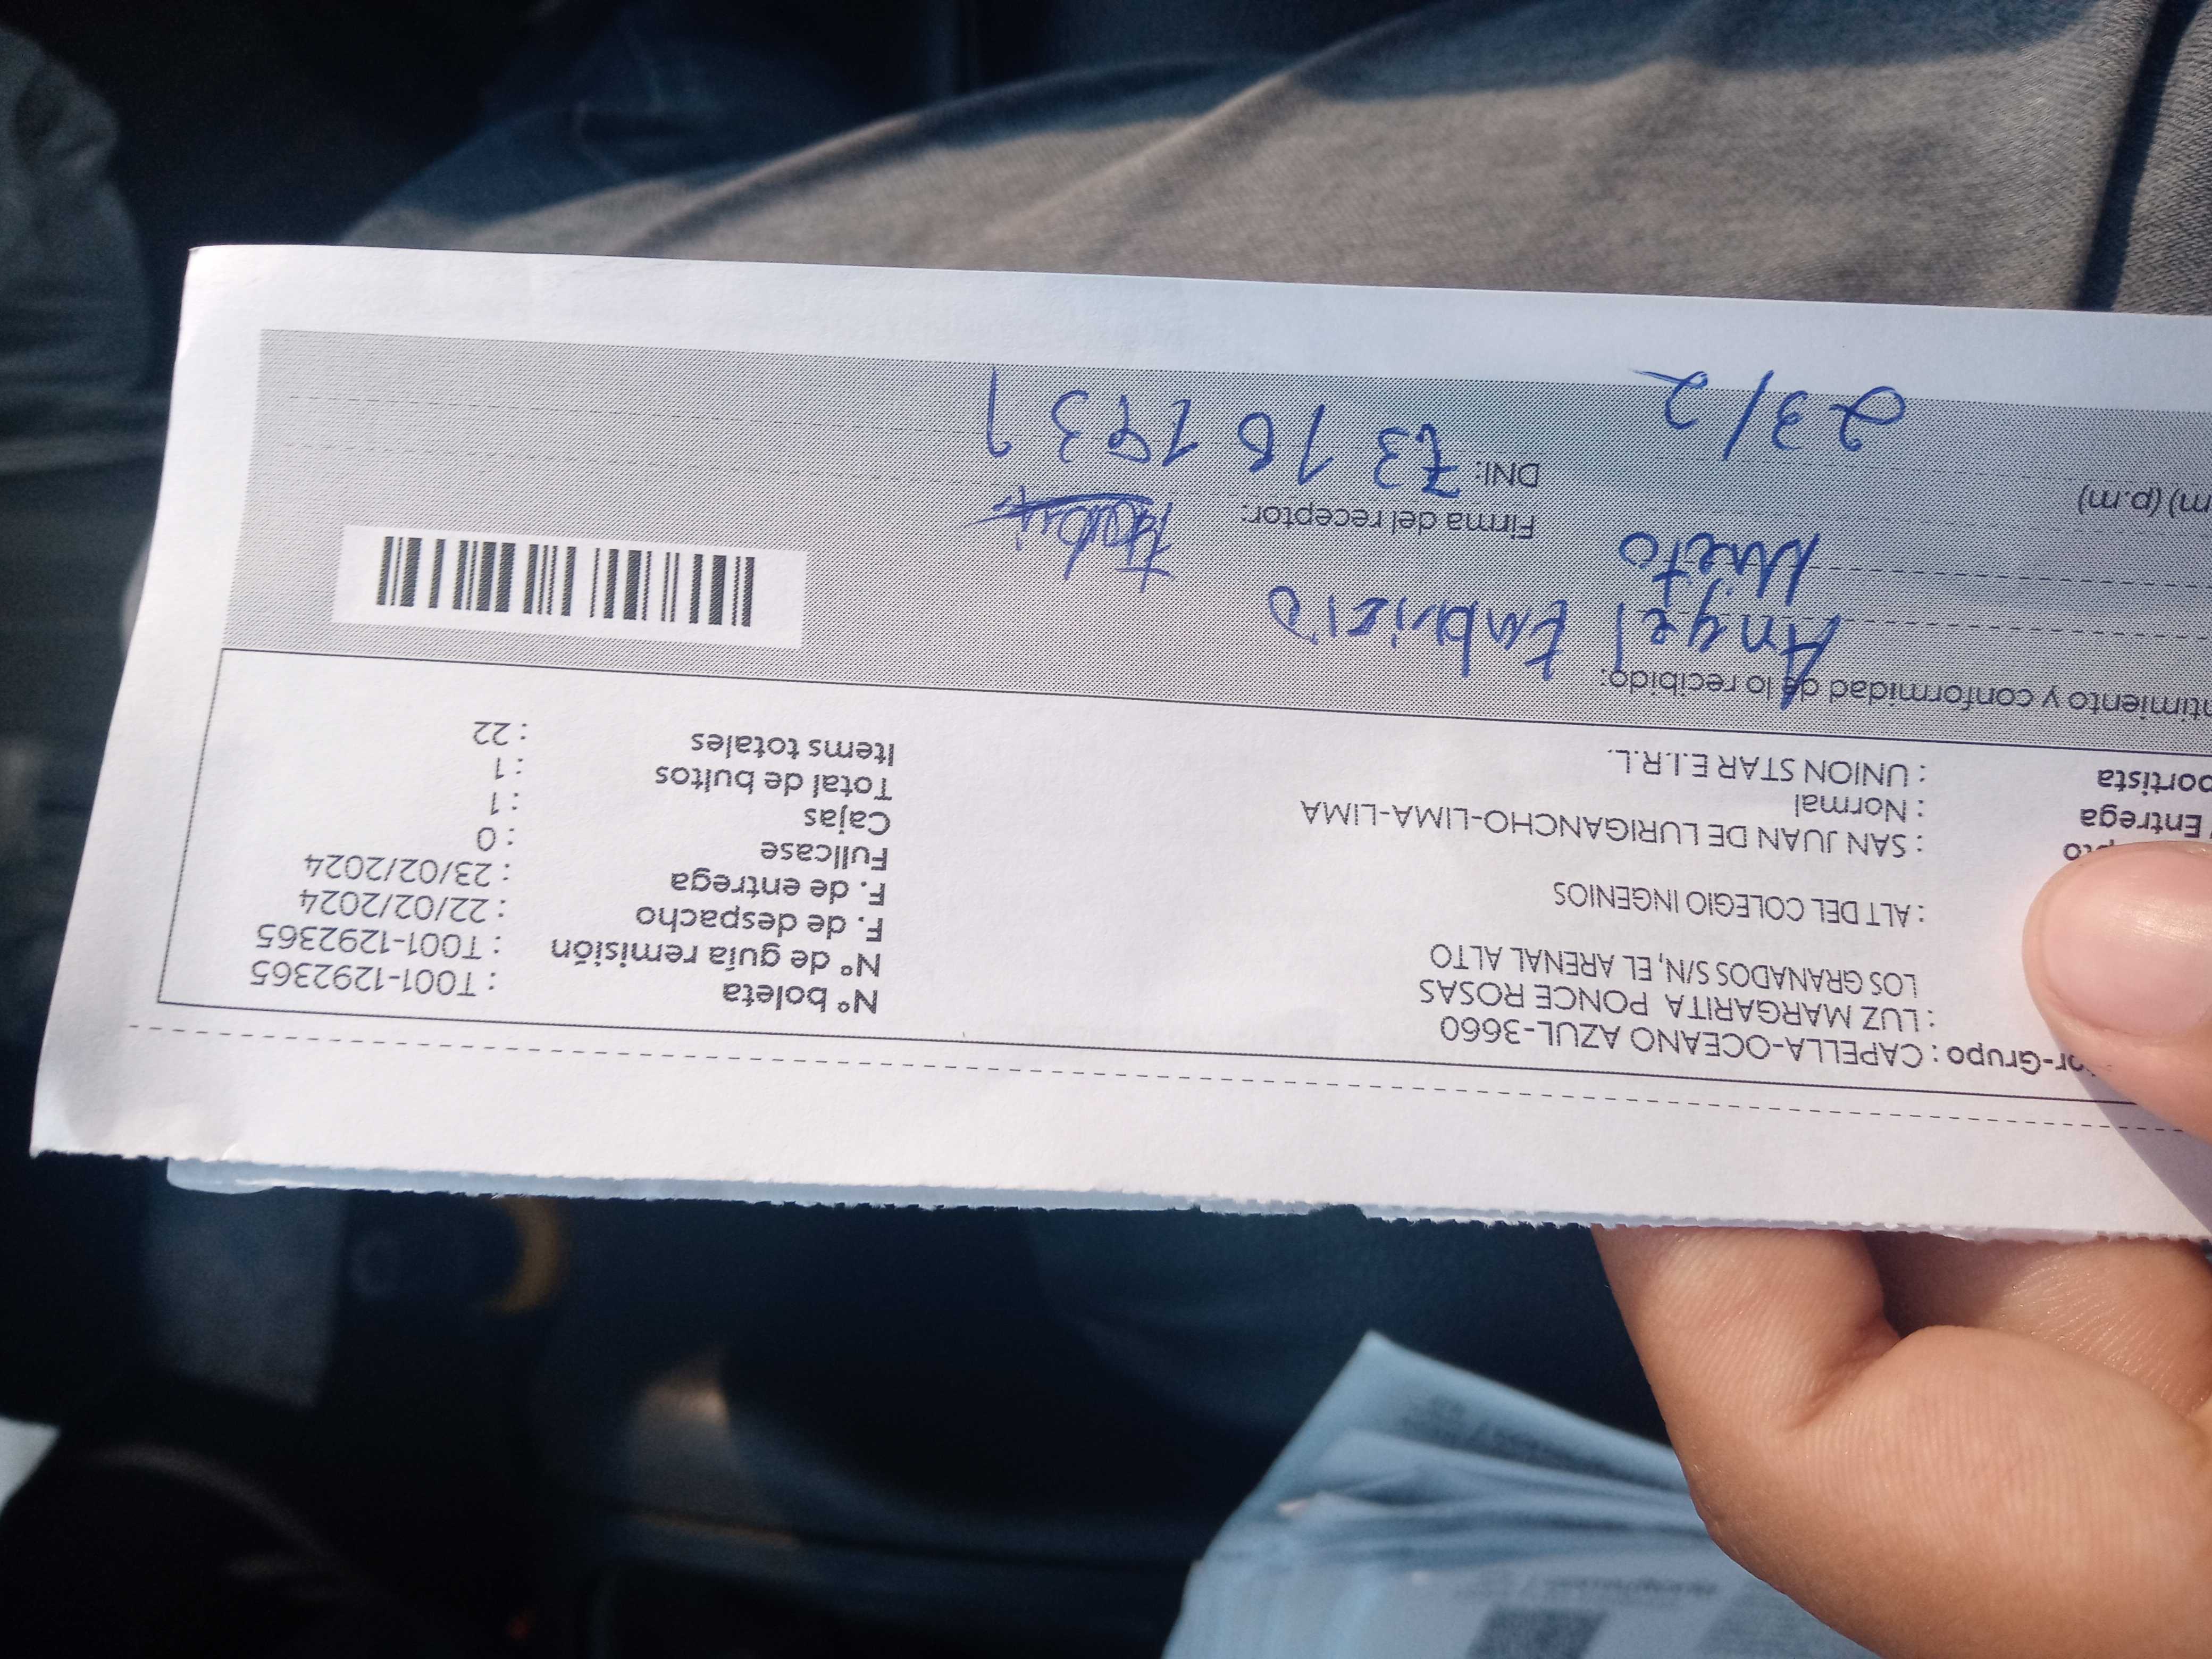 or-Grupo : CAPELLA-OCEANO AZUL-3660
: LUZ MARGARITA PONCE ROSAS
LOS GRANADOS S/N, EL ARENAL ALTO
: ALT DEL COLEGIO INGENIOS
pto : SAN JUAN DE LURIGANCHO-LIMA-LIMA
Entrega : Normal
portista : UNION STAR E.I.R.L.
N° boleta : T001-1292365
N° de guía remisión : T001-1292365
F. de despacho : 22/02/2024
F. de entrega : 23/02/2024
Fullcase : 0
Cajas : 1
Total de bultos : 1
Items totales : 22
ntimiento y conformidad de lo recibido:
Angel
Nieto
Firma del receptor:
m) (p.m)
DNI:
23/2